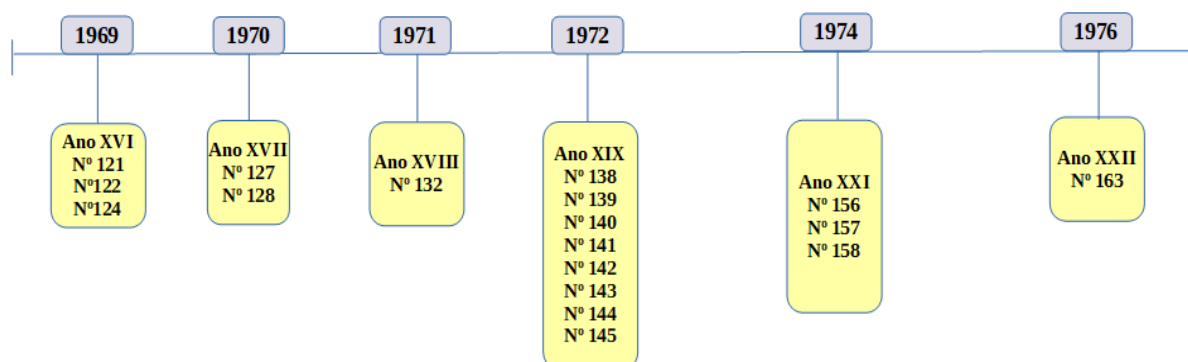 1969
1970
1971
1972
1974
1976
Ano XVI
Nº 121
Nº122
Nº124
Ano XVII
Nº 127
Nº 128
Ano XVIII
Nº 132
Ano XIX
Nº 138
Nº 139
Nº 140
Nº 141
Nº 142
Nº 143
Nº 144
Nº 145
Ano XXI
Nº 156
Nº 157
Nº 158
Ano XXII
Nº 163